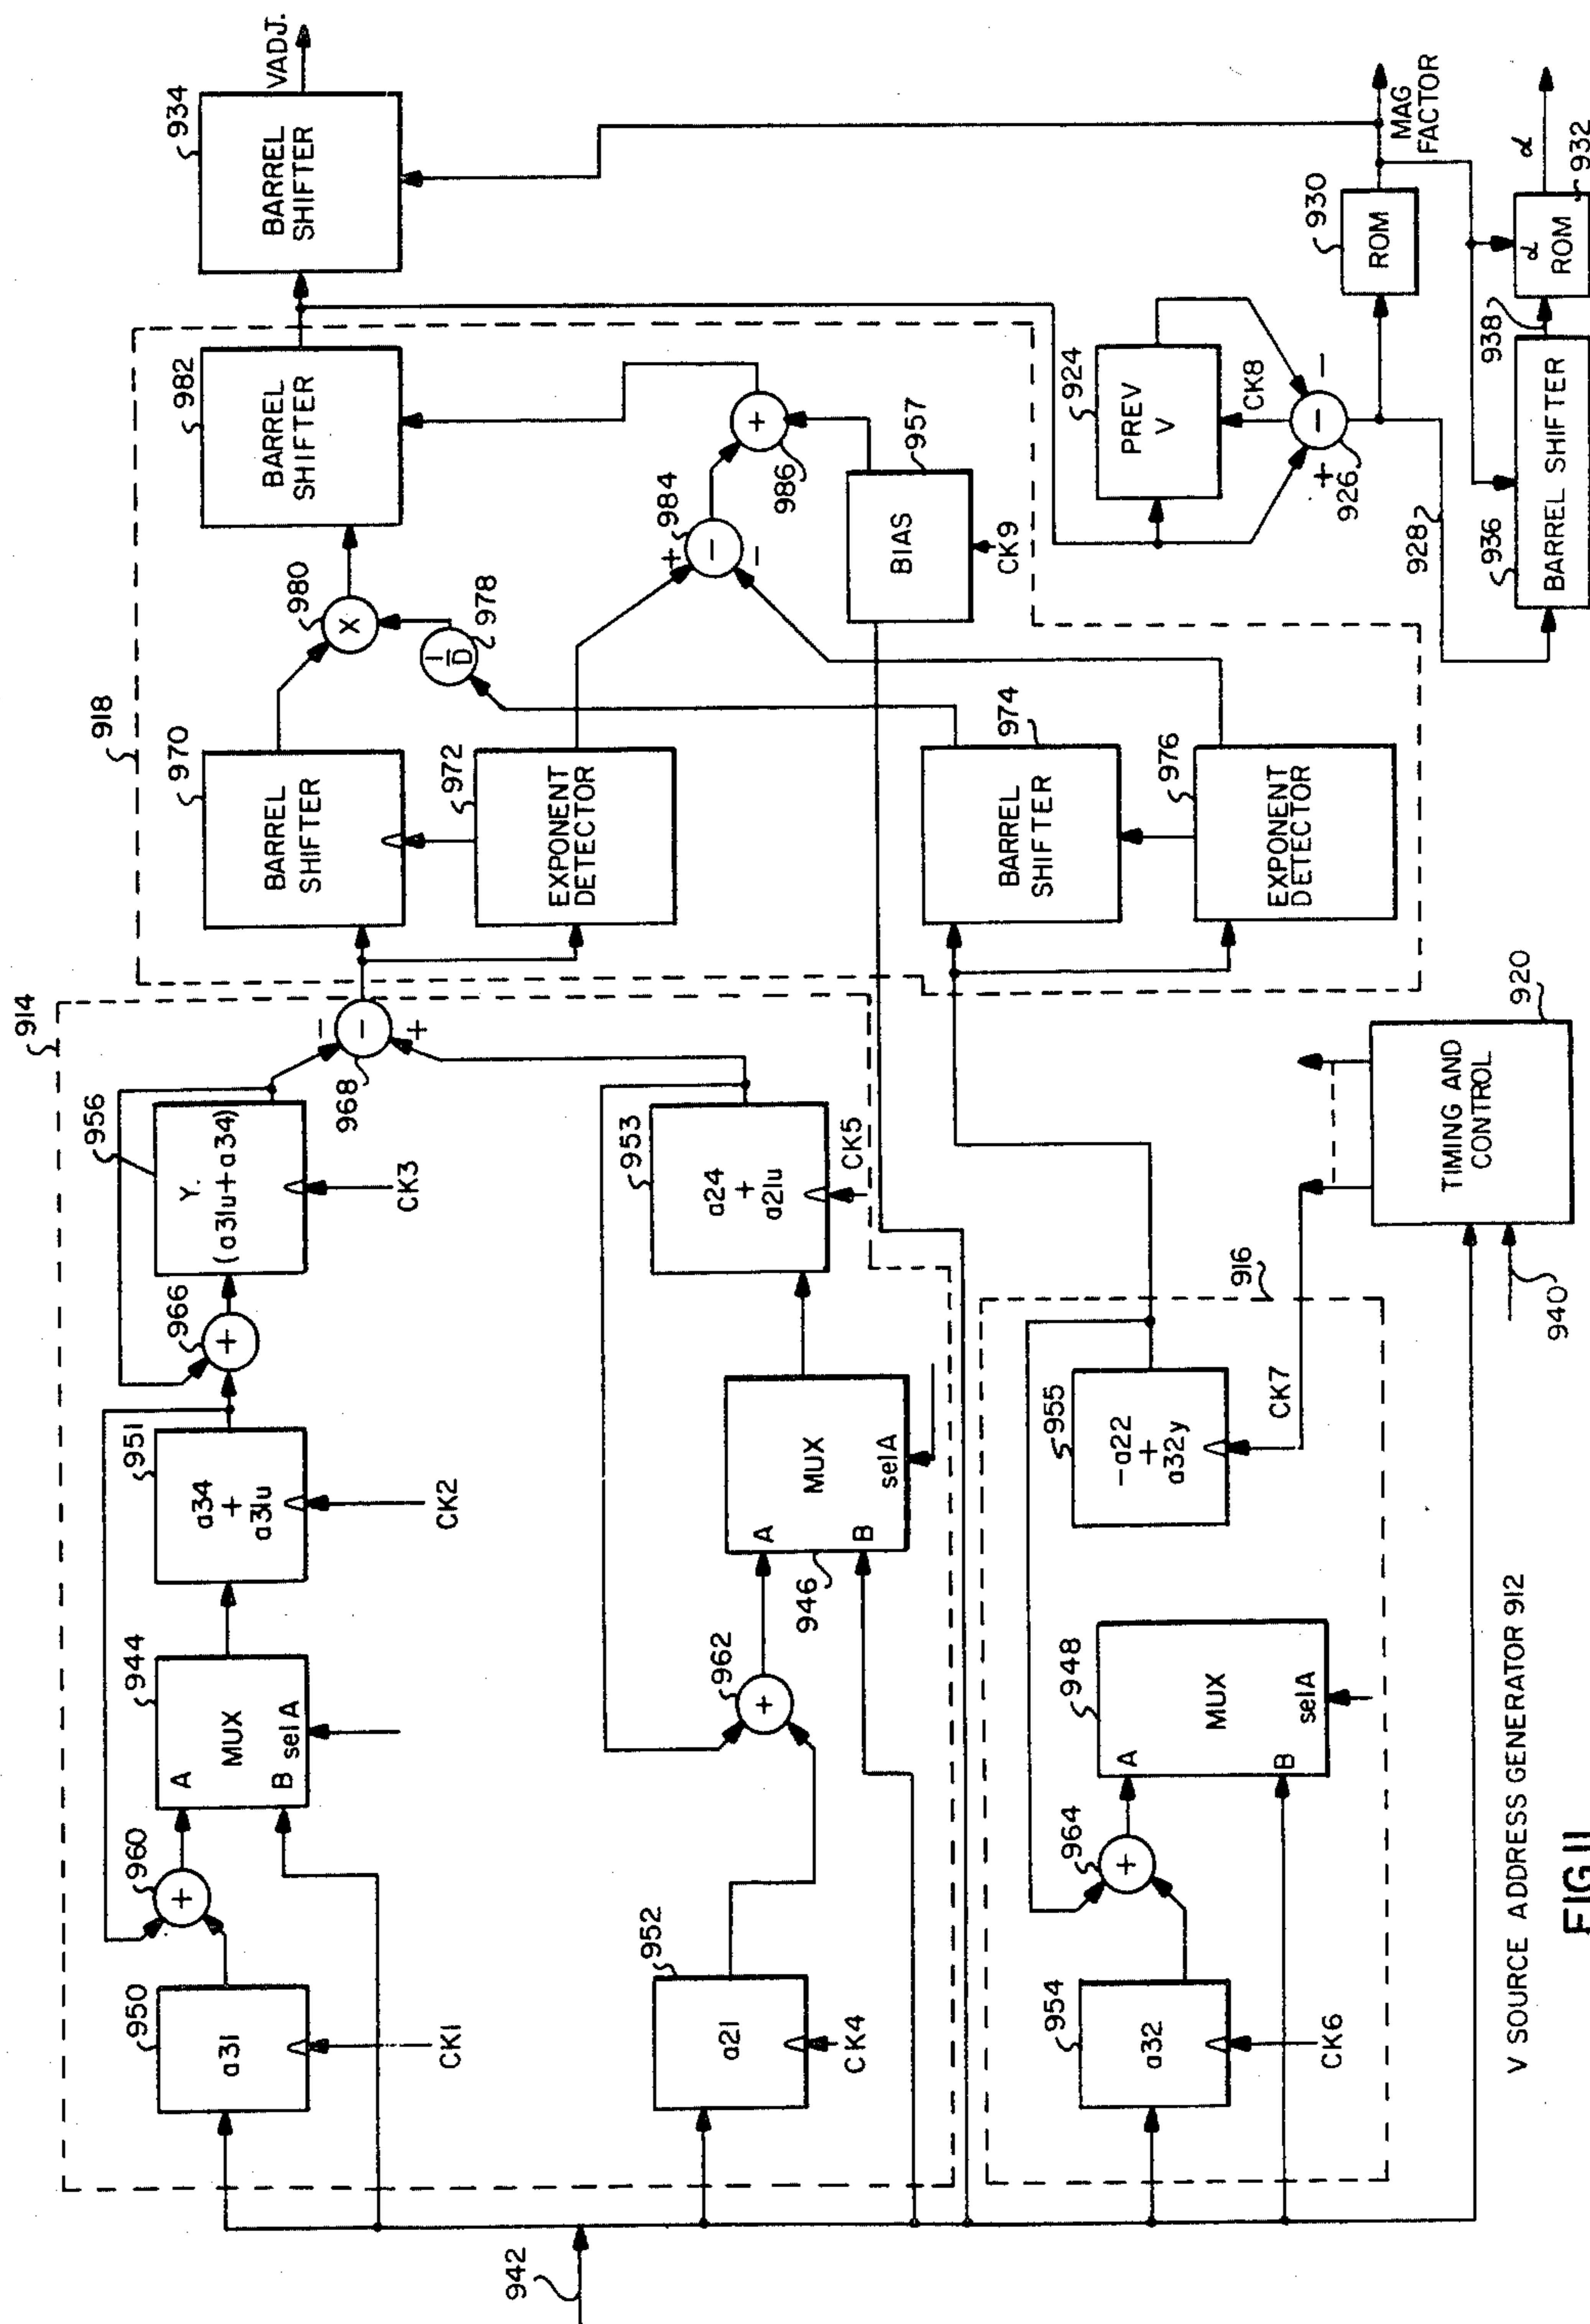 914
950
a31
CK1
960
+
944
A
MUX
B
selA
951
a34
+
a31u
CK2
966
+
956
Y.
(a31u+a34)
CK3
968
−
−
+
952
a21
CK4
962
+
946
A
MUX
B
selA
953
a24
+
a21u
CK5
942
916
954
a32
CK6
964
+
948
A
MUX
B
selA
955
-a22
+
a32y
CK7
920
TIMING AND
CONTROL
940
918
970
BARREL
SHIFTER
972
EXPONENT
DETECTOR
974
BARREL
SHIFTER
976
EXPONENT
DETECTOR
980
X
1
D
978
984
+
−
−
986
+
BIAS
957
CK9
982
BARREL
SHIFTER
934
BARREL
SHIFTER
VADJ.
924
PREV
V
CK8
−
−
+
926
928
930
ROM
MAG
FACTOR
936
BARREL SHIFTER
938
α
ROM
932
α
V SOURCE ADDRESS GENERATOR 912
FIG 11